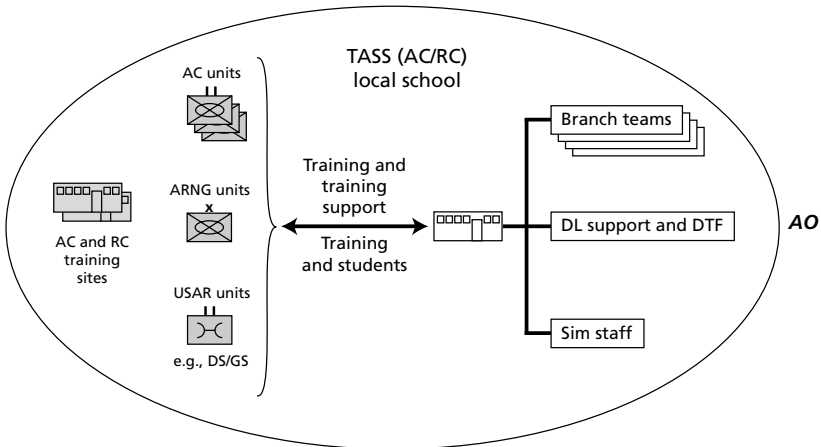 TASS (AC/RC)
local school
AC units
ARNG units
x
AC and RC
training
sites
USAR units
e.g., DS/GS
Training and
training
support
Training
and students
Branch teams
DL support and DTF
Sim staff
AO